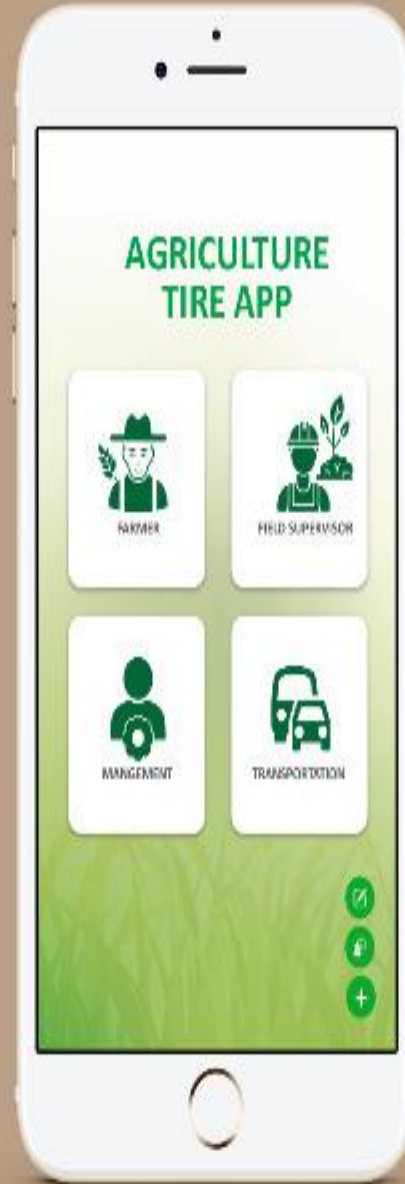 AGRICULTURE
TIRE APP
FARMER
FIELD SUPERVISOR
MANGEMENT
TRANSPORTATION